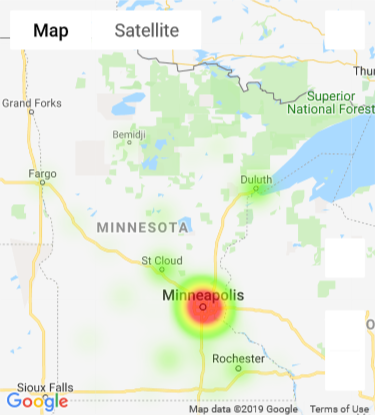 Map Satellite
Grand Forks
Superior
National Forest
Bemidji
Fargo
Duluth
MINNESOTA
St Cloud
Minneapolis
Rochester
Sioux Falls
Google
Map data ©2019 Google Terms of Use